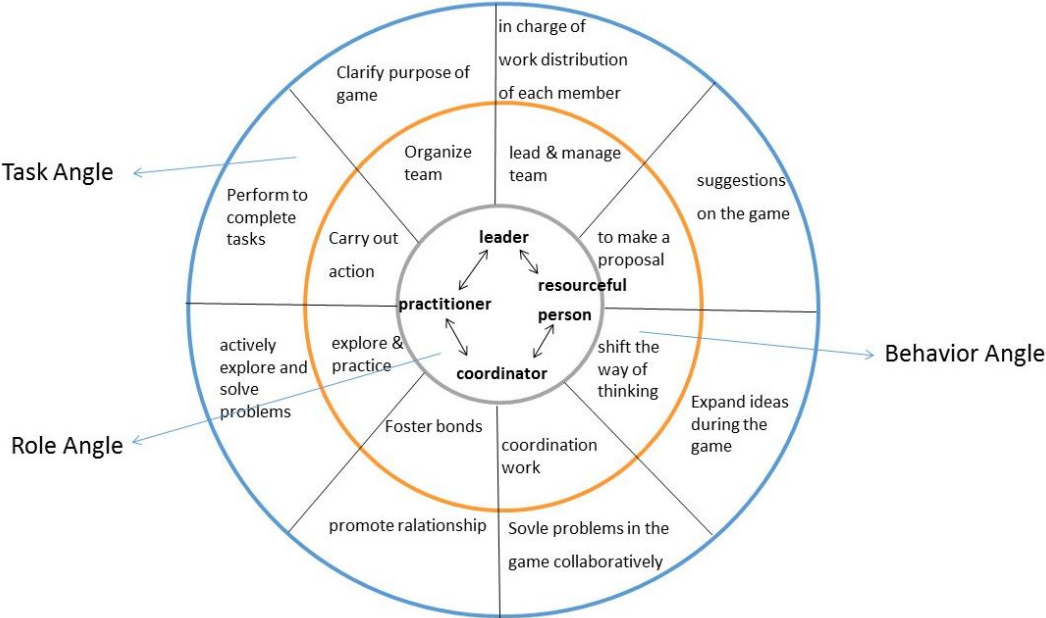 in charge of
work distribution
of each member
Clarify purpose of
game
Organize
team
lead & manage
team
Task Angle
suggestions
on the game
Perform to
complete
tasks
Carry out
action
leader
to make a
proposal
resourceful
person
practitioner
coordinator
actively
explore and
solve
problems
explore &
practice
shift the
way of
thinking
Behavior Angle
Expand ideas
during the
game
Role Angle
Foster bonds
coordination
work
promote ralationship
Sovle problems in the
game collaboratively